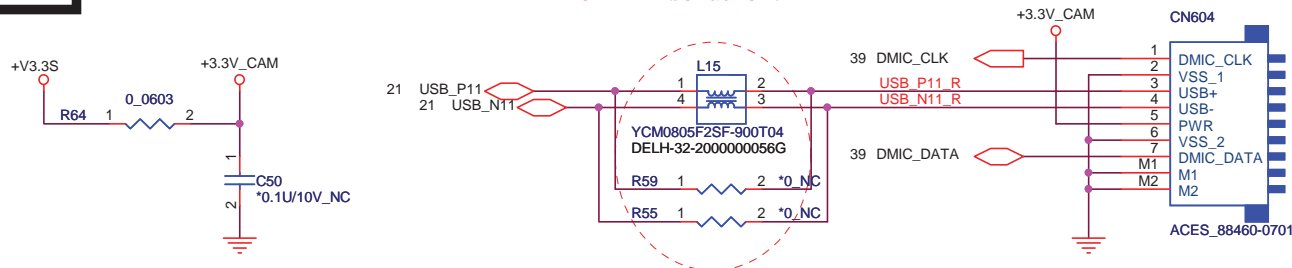 +3.3V_CAM
CN604
+V3.3S
+3.3V_CAM
R64
1
0_0603
2
1
C50
*0.1U/10V_NC
2
21 USB_P11
21 USB_N11
L15
1
2
4
3
YCM0805F2SF-900T04
DELH-32-2000000056G
R59
1
2
*0_NC
R55
1
2
*0_NC
39 DMIC_CLK
USB_P11_R
USB_N11_R
39 DMIC_DATA
1 DMIC_CLK
2 VSS_1
3 USB+
4 USB-
5 PWR
6 VSS_2
7 DMIC_DATA
M1 M1
M2 M2
ACES_88460-0701